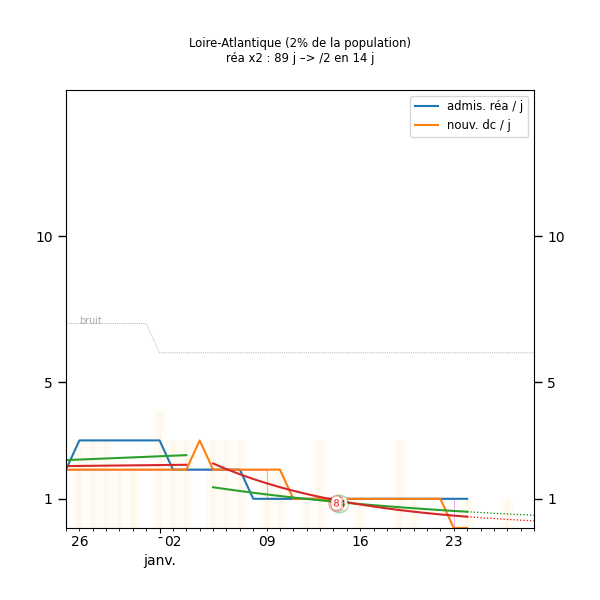 Loire-Atlantique (2% de la population)
réa x2 : 89 j –> /2 en 14 j
admis. réa / j
nouv. dc / j
10 10
bruit
5 5
1 1
26 02 09 16 23
janv.